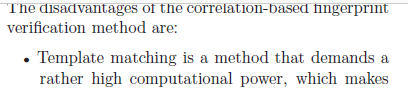 The disadvantages of the correlation-based fingerprint
verification method are:
• Template matching is a method that demands a
rather high computational power, which makes